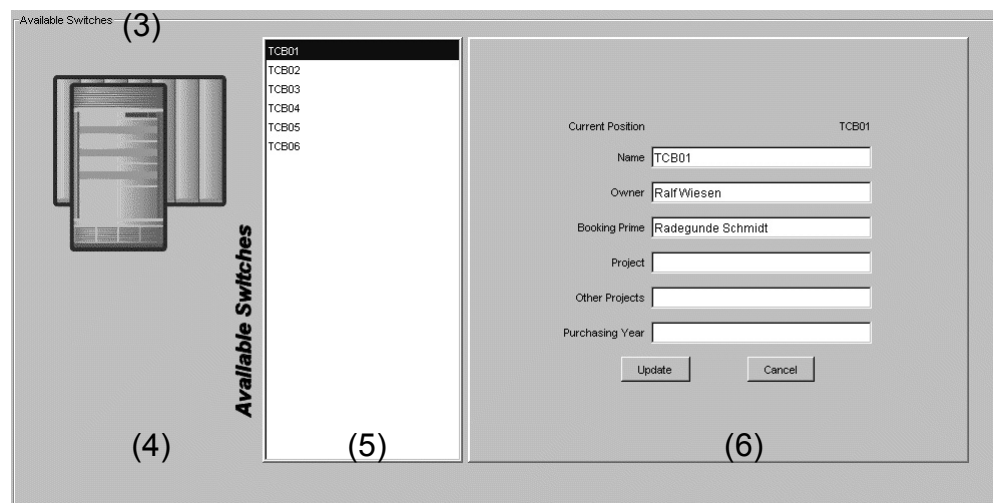 Available Switches
(3)
TCB01
TCB02
TCB03
TCB04
TCB05
TCB06
Available Switches
Current Position TCB01
Name TCB01
Owner Ralf Wiesen
Booking Prime Radegunde Schmidt
Project
Other Projects
Purchasing Year
Update Cancel
(4) (5) (6)